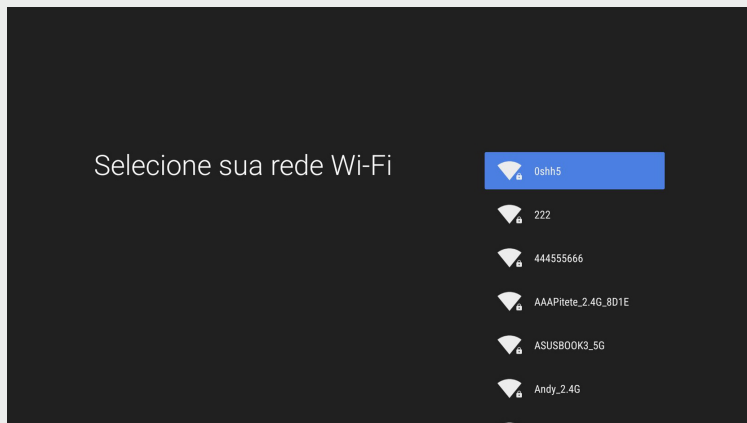 Selecione sua rede Wi-Fi
0shh5
222
444555666
AAAPitete_2.4G_8D1E
ASUSBOOK3_5G
Andy_2.4G